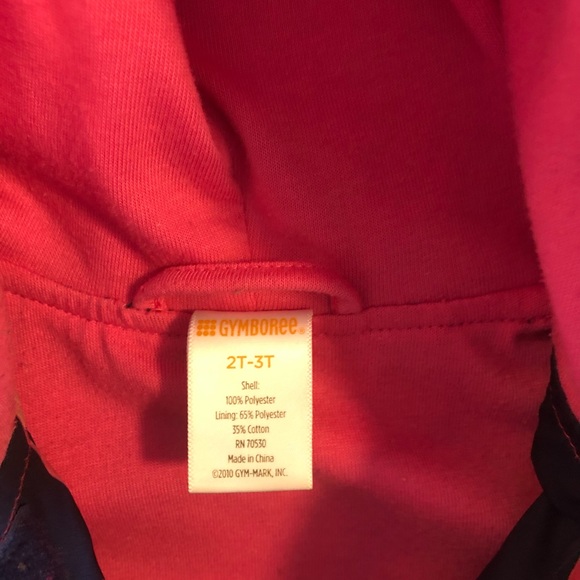 GYMBOREE®
2T-3T
Shell:
100% Polyester
Lining: 65% Polyester
35% Cotton
RN 70530
Made in China
©2010 GYM-MARK, INC.